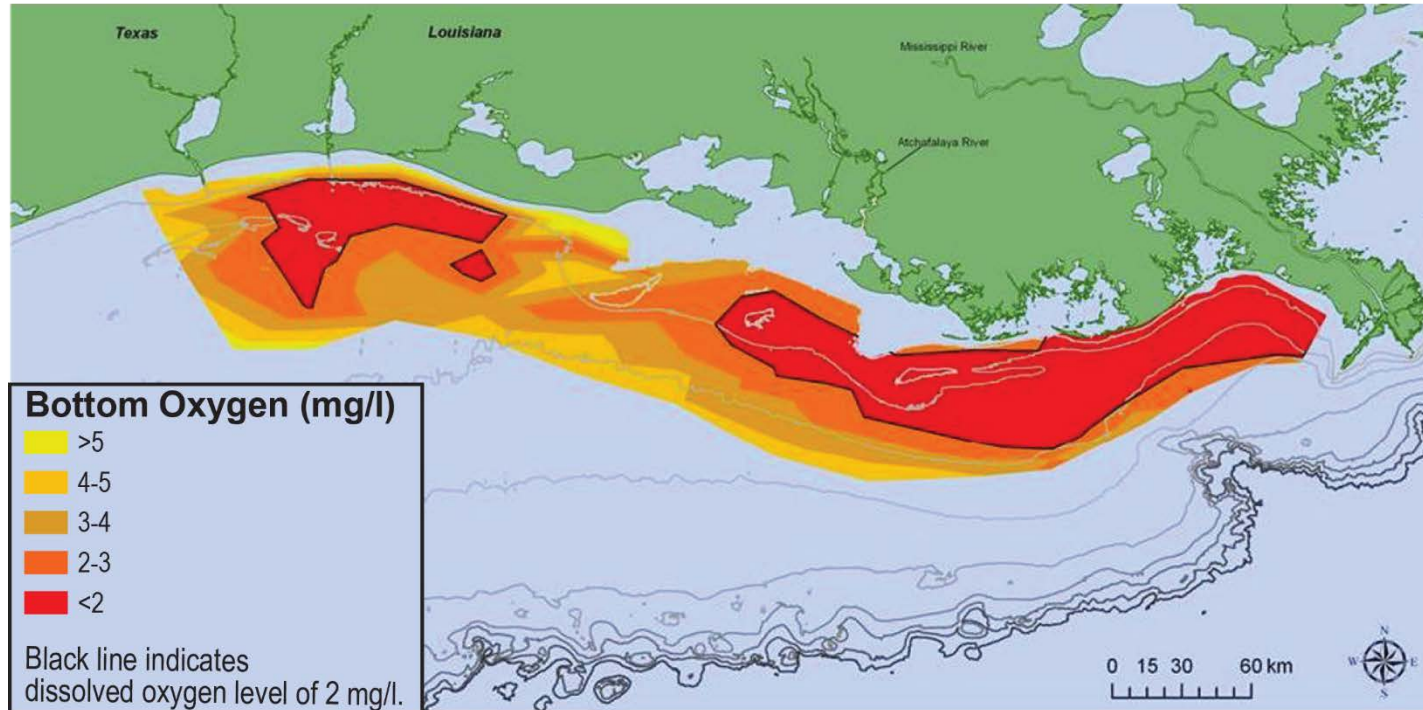 Texas
Louisiana
Mississippi River
Atchafalaya River
Bottom Oxygen (mg/l)
>5
4-5
3-4
2-3
<2
Black line indicates
dissolved oxygen level of 2 mg/l.
0 15 30 60 km
N
W E
S